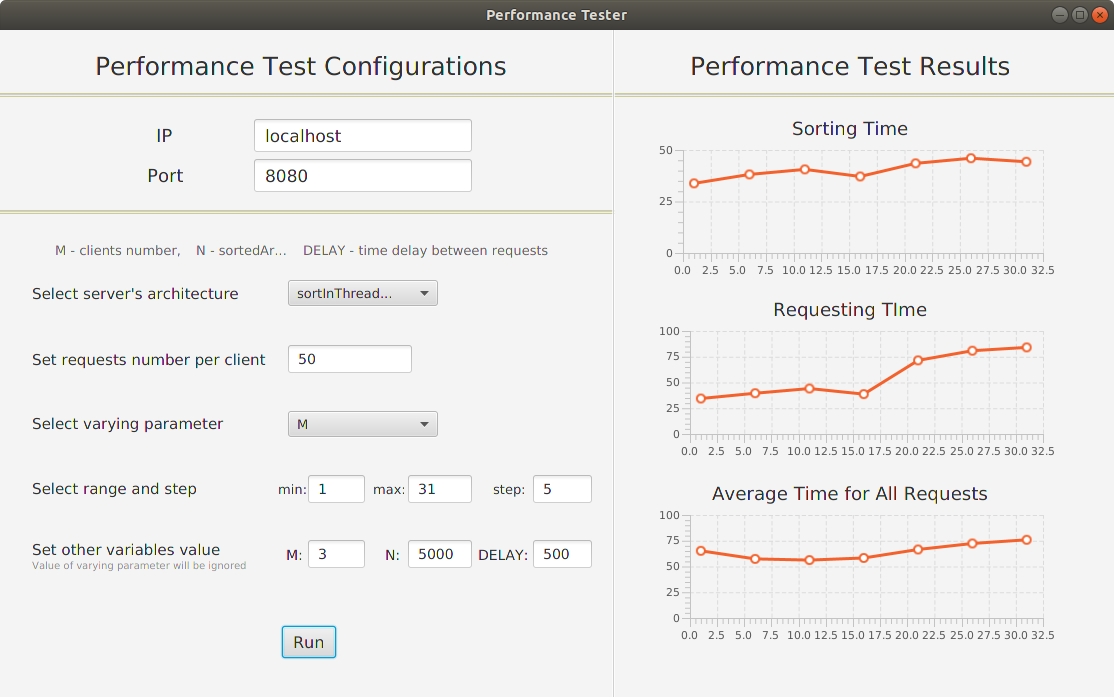 Performance Tester
Performance Test Configurations
IP localhost
Port 8080
M - clients number, N - sortedAr... DELAY - time delay between requests
Select server's architecture sortInThread...
Set requests number per client 50
Select varying parameter M
Select range and step min: 1 max: 31 step: 5
Set other variables value M: 3 N: 5000 DELAY: 500
Value of varying parameter will be ignored
Run
Performance Test Results
Sorting Time
50
25
0
0.0 2.5 5.0 7.5 10.0 12.5 15.0 17.5 20.0 22.5 25.0 27.5 30.0 32.5
Requesting TIme
100
75
50
25
0
0.0 2.5 5.0 7.5 10.0 12.5 15.0 17.5 20.0 22.5 25.0 27.5 30.0 32.5
Average Time for All Requests
100
75
50
25
0
0.0 2.5 5.0 7.5 10.0 12.5 15.0 17.5 20.0 22.5 25.0 27.5 30.0 32.5